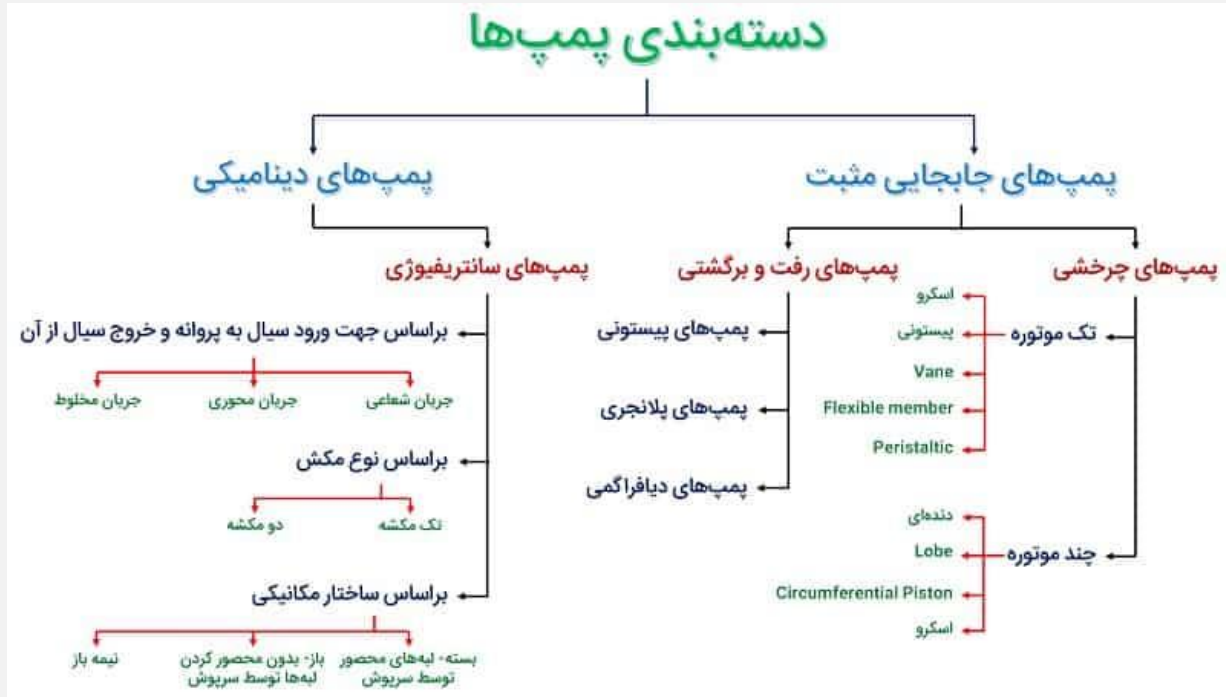 دسته‌بندی پمپ‌ها
پمپ‌های جابجایی مثبت
پمپ‌های دینامیکی
پمپ‌های چرخشی
تک موتوره
اسکرو
پیستونی
Vane
Flexible member
Peristaltic
چند موتوره
دنده‌ای
Lobe
Circumferential Piston
اسکرو
پمپ‌های رفت و برگشتی
پمپ‌های پیستونی
پمپ‌های پلانجری
پمپ‌های دیافراگمی
پمپ‌های سانتریفیوژی
براساس جهت ورود سیال به پروانه و خروج سیال از آن
جریان شعاعی
جریان محوری
جریان مخلوط
براساس نوع مکش
تک مکشه
دو مکشه
براساس ساختار مکانیکی
بسته- لبه‌های محصور
توسط سرپوش
باز- بدون محصور کردن
لبه‌ها توسط سرپوش
نیمه باز